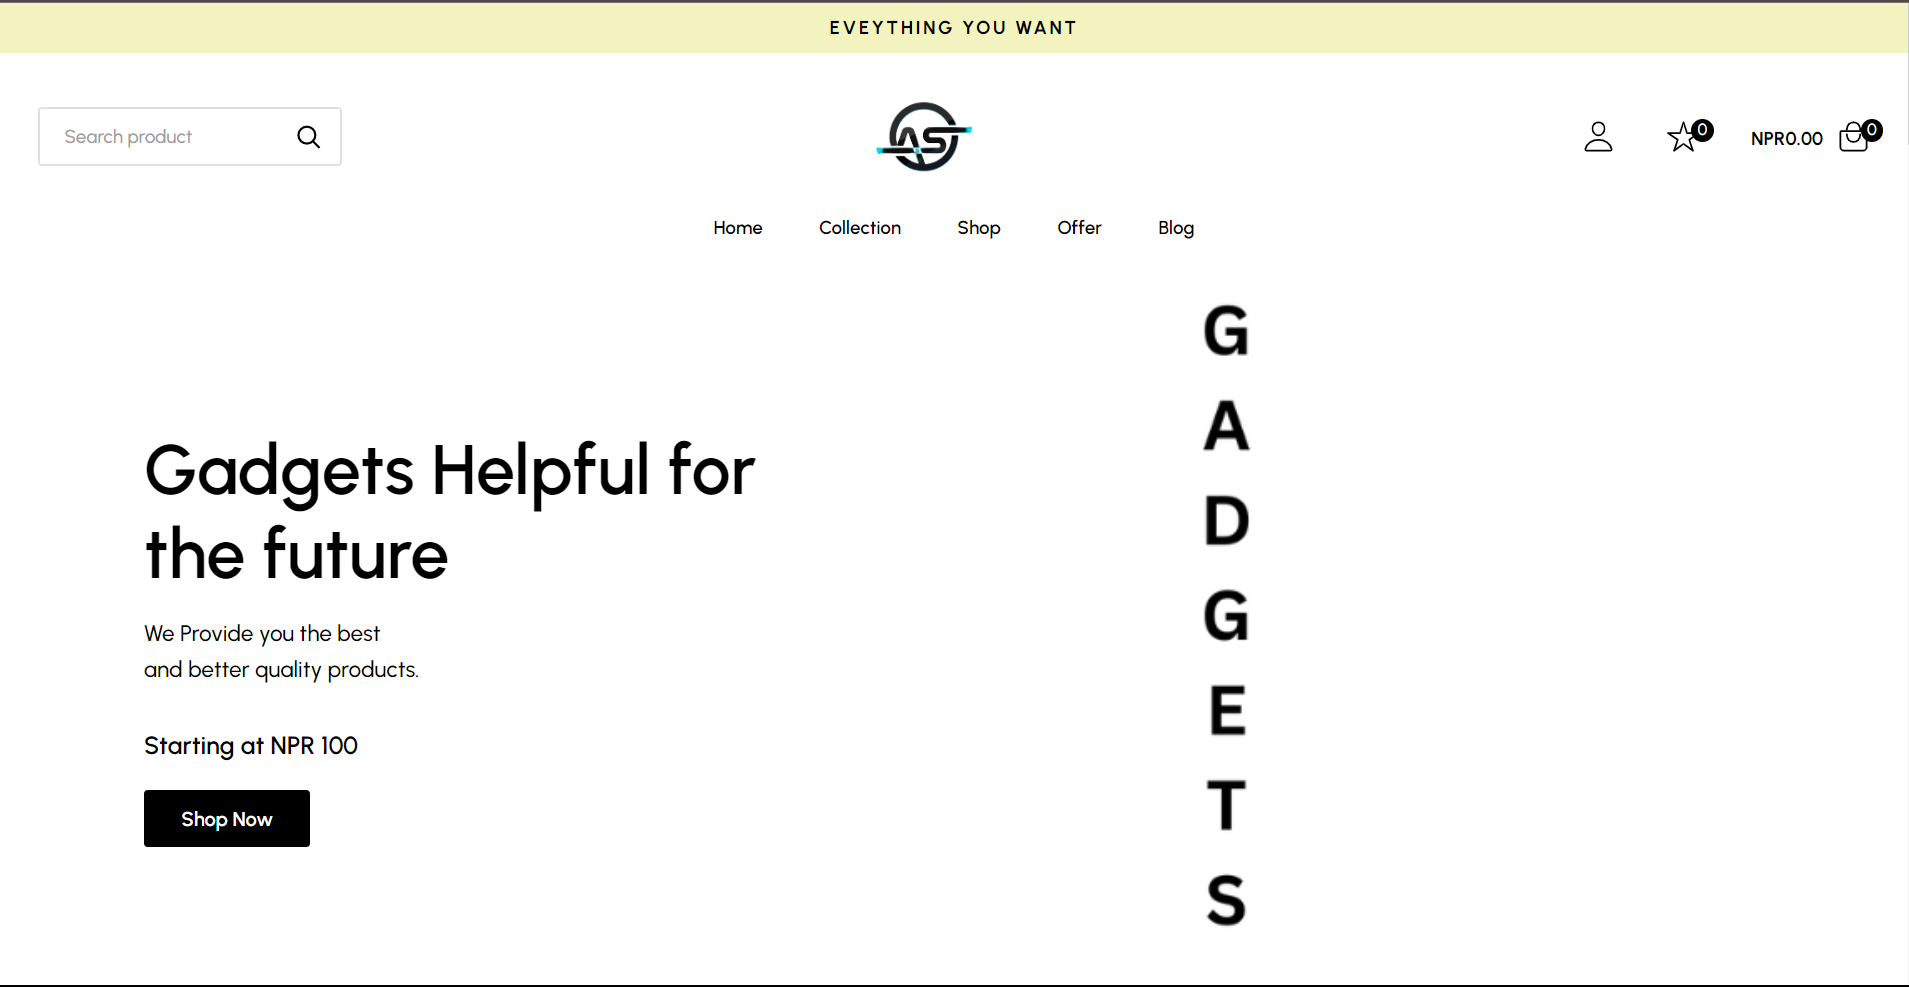 EVEYTHING YOU WANT
Search product
AS
0
NPR0.00
0
Home
Collection
Shop
Offer
Blog
Gadgets Helpful for
the future
We Provide you the best
and better quality products.
Starting at NPR 100
Shop Now
G
A
D
G
E
T
S